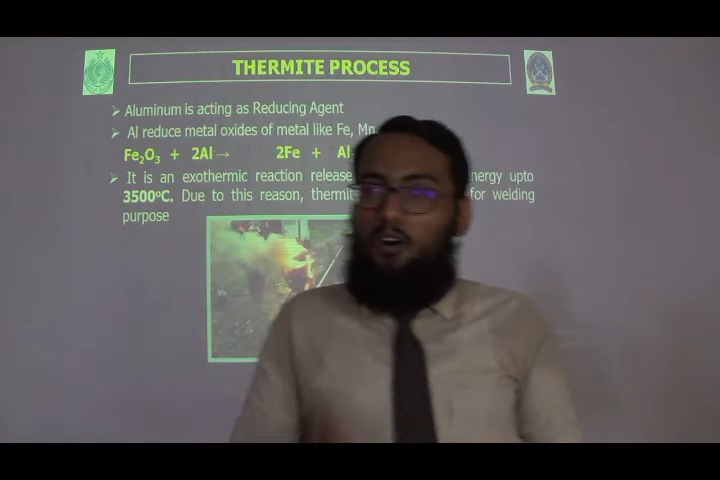 THERMITE PROCESS
➢ Aluminum is acting as Reducing Agent
➢ Al reduce metal oxides of metal like Fe, Mn
Fe₂O₃ + 2Al → 2Fe + Al
➢ It is an exothermic reaction release nergy upto
3500°C. Due to this reason, thermit for welding
purpose